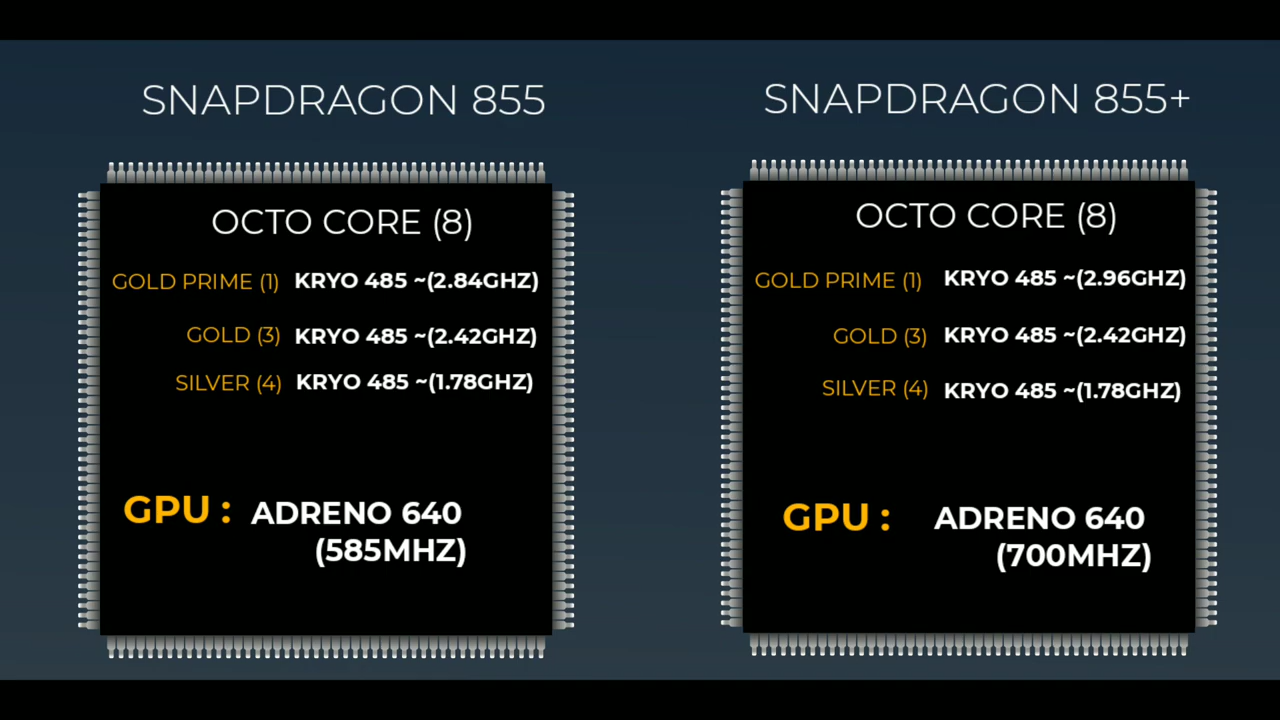 SNAPDRAGON 855
OCTO CORE (8)
GOLD PRIME (1) KRYO 485 ~(2.84GHZ)
GOLD (3) KRYO 485 ~(2.42GHZ)
SILVER (4) KRYO 485 ~(1.78GHZ)
GPU : ADRENO 640
(585MHZ)
SNAPDRAGON 855+
OCTO CORE (8)
GOLD PRIME (1) KRYO 485 ~(2.96GHZ)
GOLD (3) KRYO 485 ~(2.42GHZ)
SILVER (4) KRYO 485 ~(1.78GHZ)
GPU : ADRENO 640
(700MHZ)